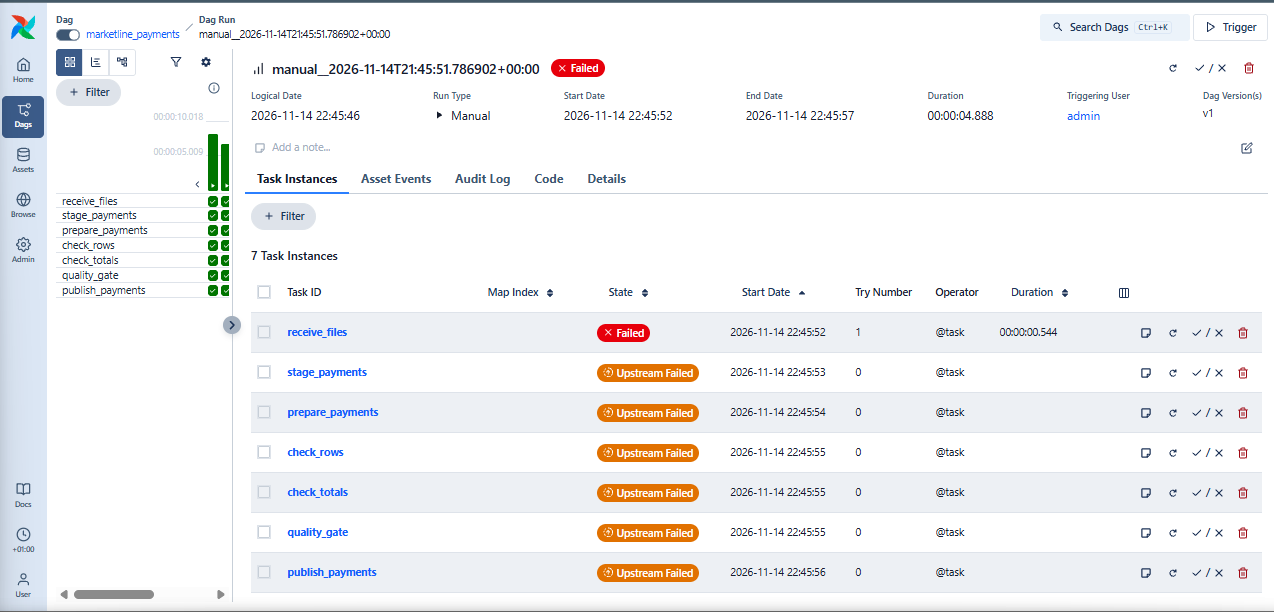 Dag
marketline_payments
/
Dag Run
manual__2026-11-14T21:45:51.786902+00:00
Search Dags Ctrl+K
Trigger
Home
Dags
Assets
Browse
Admin
Docs
+01:00
User
+ Filter
00:00:10.018
00:00:05.009
receive_files
stage_payments
prepare_payments
check_rows
check_totals
quality_gate
publish_payments
manual__2026-11-14T21:45:51.786902+00:00 Failed
Logical Date Run Type Start Date End Date Duration Triggering User Dag Version(s)
2026-11-14 22:45:46 Manual 2026-11-14 22:45:52 2026-11-14 22:45:57 00:00:04.888 admin v1
Add a note...
Task Instances Asset Events Audit Log Code Details
+ Filter
7 Task Instances
Task ID Map Index State Start Date Try Number Operator Duration
receive_files Failed 2026-11-14 22:45:52 1 @task 00:00:00.544
stage_payments Upstream Failed 2026-11-14 22:45:53 0 @task
prepare_payments Upstream Failed 2026-11-14 22:45:54 0 @task
check_rows Upstream Failed 2026-11-14 22:45:55 0 @task
check_totals Upstream Failed 2026-11-14 22:45:55 0 @task
quality_gate Upstream Failed 2026-11-14 22:45:55 0 @task
publish_payments Upstream Failed 2026-11-14 22:45:56 0 @task